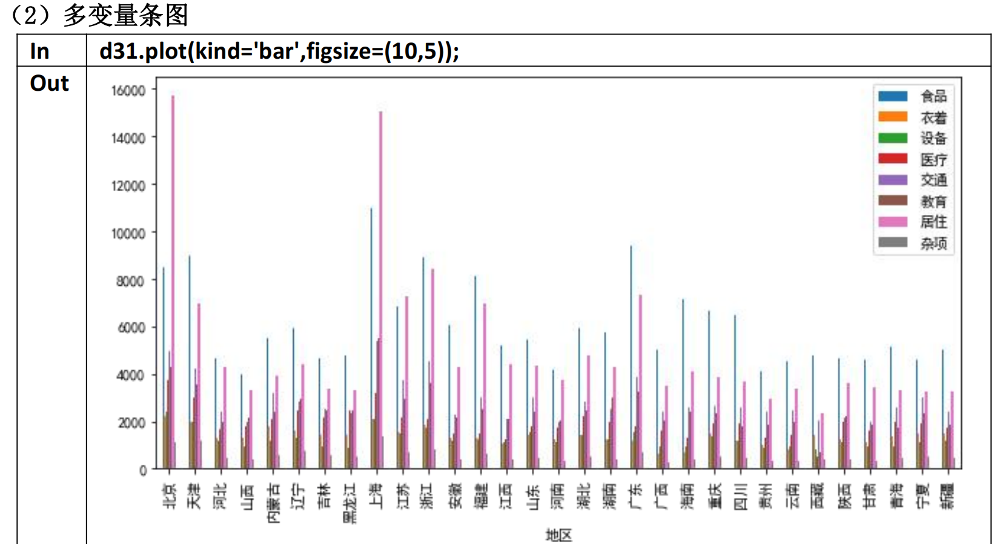 （2）多变量条图
In d31.plot(kind='bar',figsize=(10,5));
Out
16000
14000
12000
10000
8000
6000
4000
2000
0
食品
衣着
设备
医疗
交通
教育
居住
杂项
北京 天津 河北 山西 内蒙古 辽宁 吉林 黑龙江 上海 江苏 浙江 安徽 福建 江西 山东 河南 湖北 湖南 广东 广西 海南 重庆 四川 贵州 云南 西藏 陕西 甘肃 青海 宁夏 新疆
地区